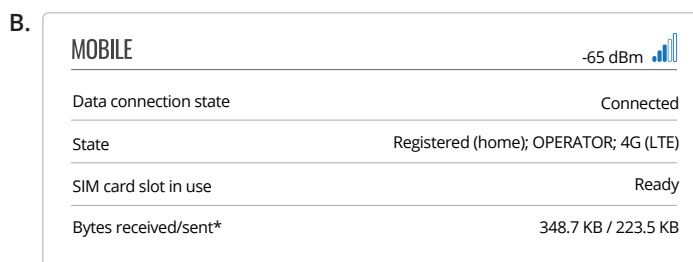 B.
MOBILE -65 dBm
Data connection state Connected
State Registered (home); OPERATOR; 4G (LTE)
SIM card slot in use Ready
Bytes received/sent* 348.7 KB / 223.5 KB